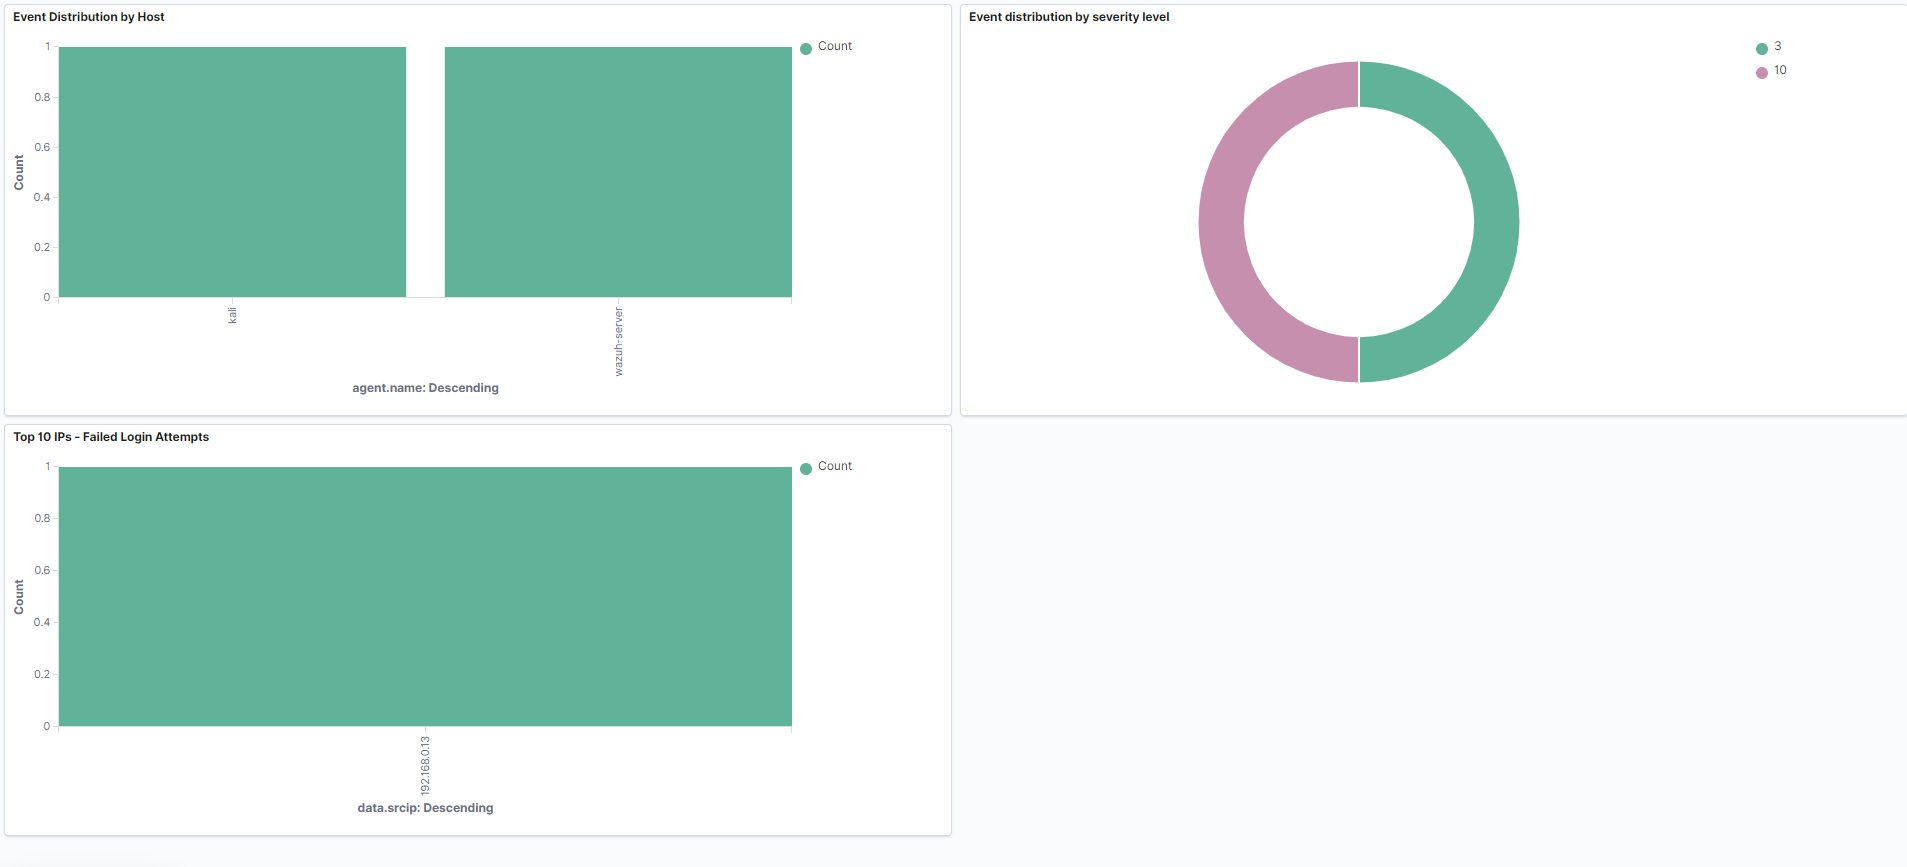 Event Distribution by Host
1
0.8
0.6
0.4
0.2
0
Count
kali
wazuh-server
agent.name: Descending
Count
Event distribution by severity level
3
10
Top 10 IPs - Failed Login Attempts
1
0.8
0.6
0.4
0.2
0
Count
192.168.0.13
data.srcip: Descending
Count